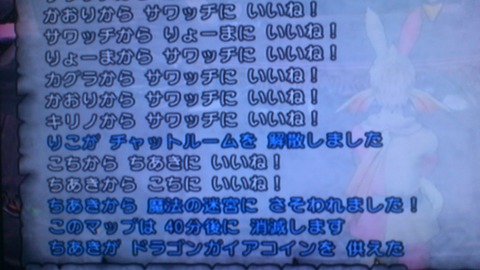 かおりから サワッチに いいね！
サワッチから りょーまに いいね！
りょーまから サワッチに いいね！
カグラから サワッチに いいね！
かおりから サワッチに いいね！
キリノから サワッチに いいね！
りこが チャットルームを 解散しました
こちから ちあきに いいね！
ちあきから こちに いいね！
ちあきから 魔法の迷宮に さそわれました！
このマップは 40分後に 消滅します
ちあきが ドラゴンガイアコインを 供えた